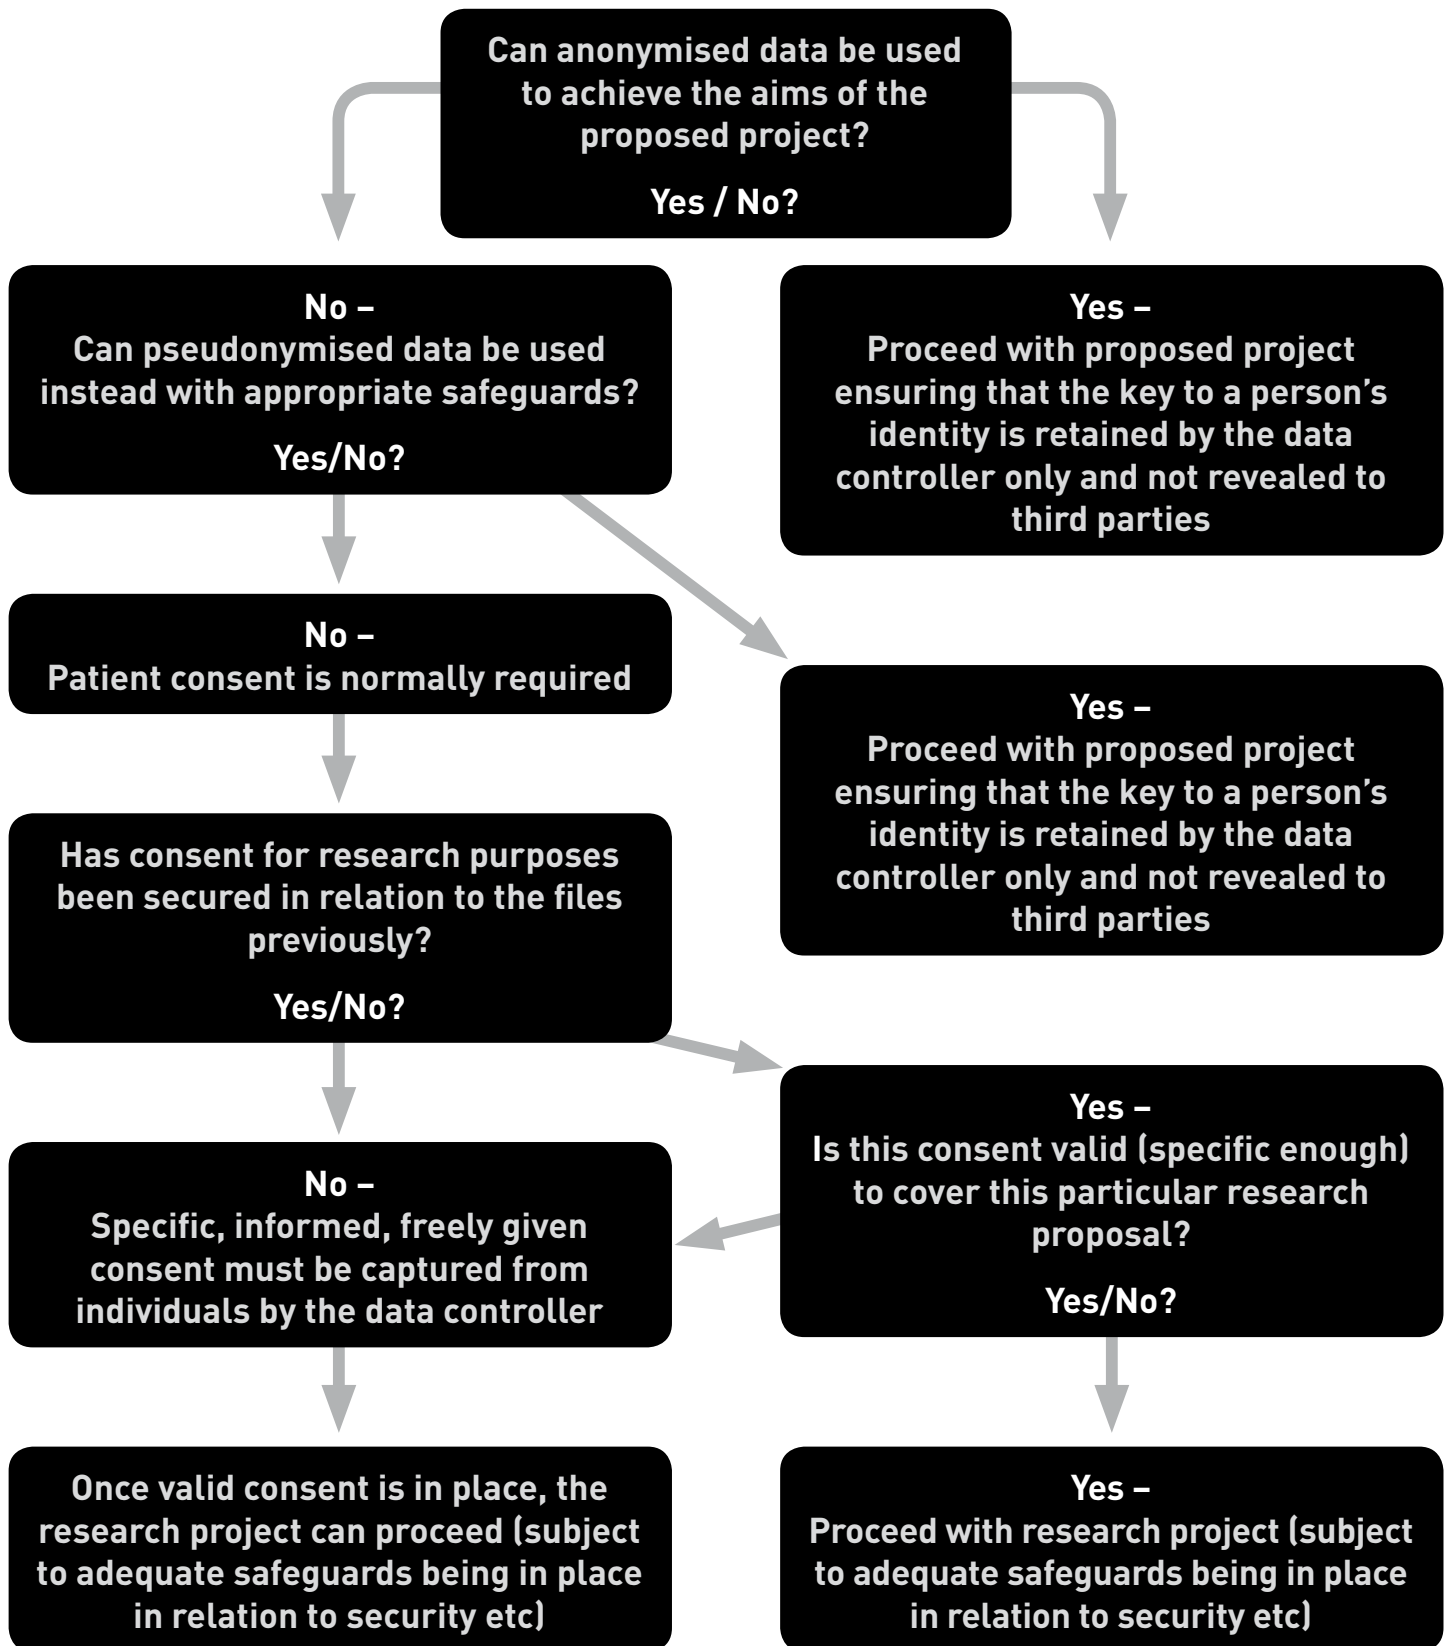 Can anonymised data be used
to achieve the aims of the
proposed project?
Yes / No?
No –
Can pseudonymised data be used
instead with appropriate safeguards?
Yes/No?
Yes –
Proceed with proposed project
ensuring that the key to a person’s
identity is retained by the data
controller only and not revealed to
third parties
No –
Patient consent is normally required
Yes –
Proceed with proposed project
ensuring that the key to a person’s
identity is retained by the data
controller only and not revealed to
third parties
Has consent for research purposes
been secured in relation to the files
previously?
Yes/No?
Yes –
Is this consent valid (specific enough)
to cover this particular research
proposal?
Yes/No?
No –
Specific, informed, freely given
consent must be captured from
individuals by the data controller
Once valid consent is in place, the
research project can proceed (subject
to adequate safeguards being in place
in relation to security etc)
Yes –
Proceed with research project (subject
to adequate safeguards being in place
in relation to security etc)